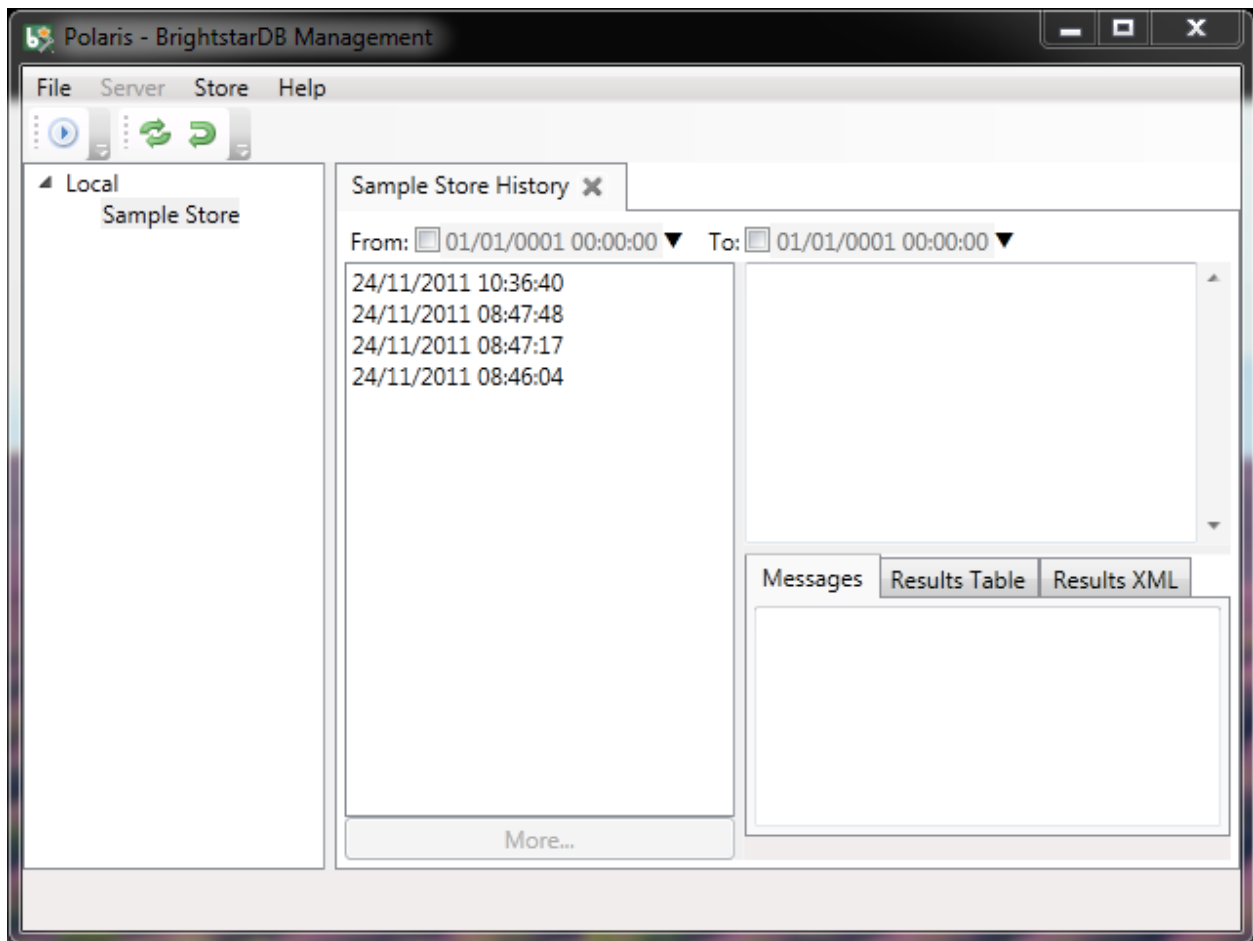 Polaris - BrightstarDB Management
File Server Store Help
Local
Sample Store
Sample Store History
From: 01/01/0001 00:00:00 To: 01/01/0001 00:00:00
24/11/2011 10:36:40
24/11/2011 08:47:48
24/11/2011 08:47:17
24/11/2011 08:46:04
More...
Messages Results Table Results XML